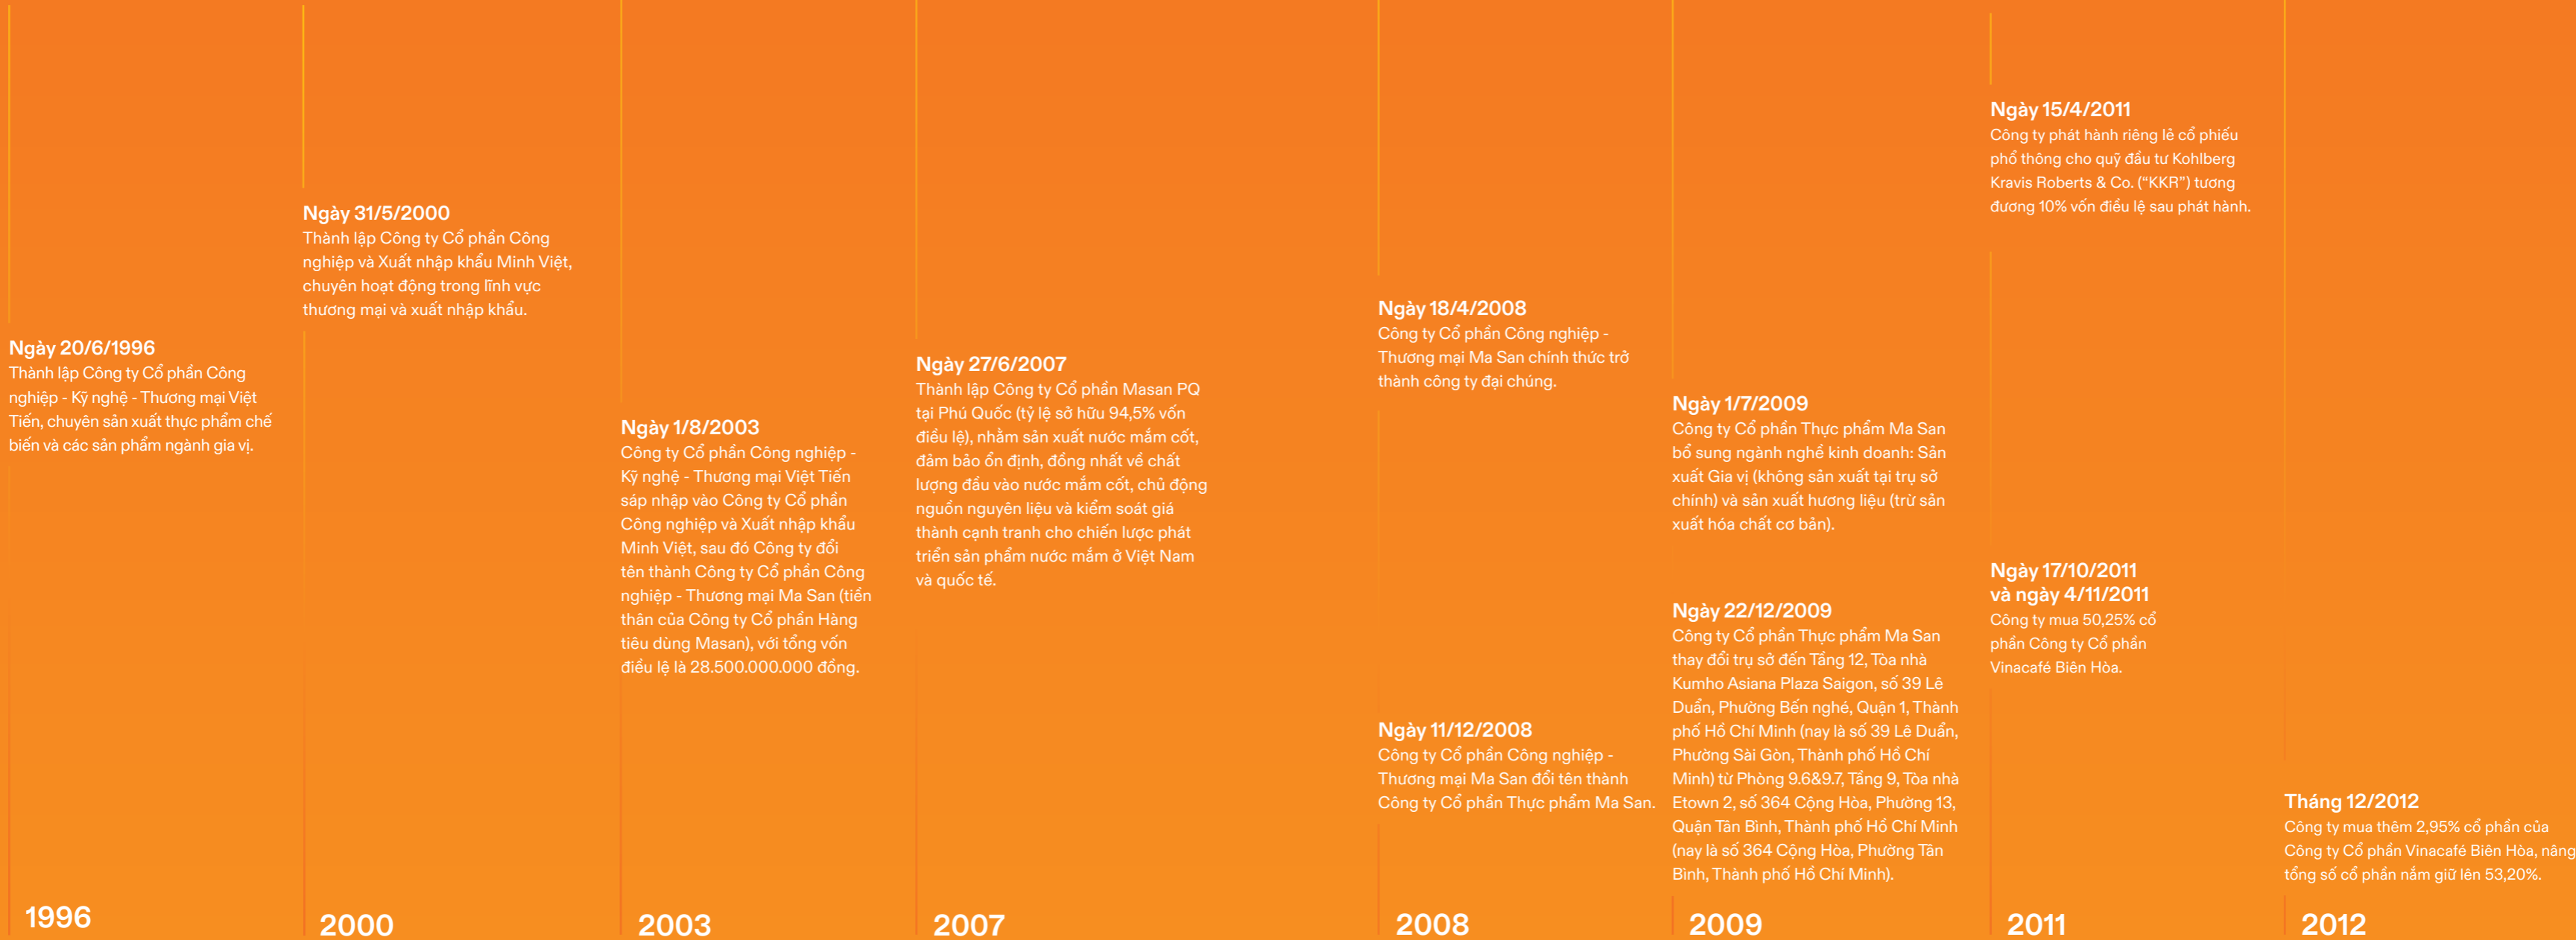 Ngày 20/6/1996
Thành lập Công ty Cổ phần Công
nghiệp - Kỹ nghệ - Thương mại Việt
Tiến, chuyên sản xuất thực phẩm chế
biến và các sản phẩm ngành gia vị.
1996
Ngày 31/5/2000
Thành lập Công ty Cổ phần Công
nghiệp và Xuất nhập khẩu Minh Việt,
chuyên hoạt động trong lĩnh vực
thương mại và xuất nhập khẩu.
2000
Ngày 1/8/2003
Công ty Cổ phần Công nghiệp -
Kỹ nghệ - Thương mại Việt Tiến
sáp nhập vào Công ty Cổ phần
Công nghiệp và Xuất nhập khẩu
Minh Việt, sau đó Công ty đổi
tên thành Công ty Cổ phần Công
nghiệp - Thương mại Ma San (tiền
thân của Công ty Cổ phần Hàng
tiêu dùng Masan), với tổng vốn
điều lệ là 28.500.000.000 đồng.
2003
Ngày 27/6/2007
Thành lập Công ty Cổ phần Masan PQ
tại Phú Quốc (tỷ lệ sở hữu 94,5% vốn
điều lệ), nhằm sản xuất nước mắm cốt,
đảm bảo ổn định, đồng nhất về chất
lượng đầu vào nước mắm cốt, chủ động
nguồn nguyên liệu và kiểm soát giá
thành cạnh tranh cho chiến lược phát
triển sản phẩm nước mắm ở Việt Nam
và quốc tế.
2007
Ngày 18/4/2008
Công ty Cổ phần Công nghiệp -
Thương mại Ma San chính thức trở
thành công ty đại chúng.
Ngày 11/12/2008
Công ty Cổ phần Công nghiệp -
Thương mại Ma San đổi tên thành
Công ty Cổ phần Thực phẩm Ma San.
2008
Ngày 1/7/2009
Công ty Cổ phần Thực phẩm Ma San
bổ sung ngành nghề kinh doanh: Sản
xuất Gia vị (không sản xuất tại trụ sở
chính) và sản xuất hương liệu (trừ sản
xuất hóa chất cơ bản).
Ngày 22/12/2009
Công ty Cổ phần Thực phẩm Ma San
thay đổi trụ sở đến Tầng 12, Tòa nhà
Kumho Asiana Plaza Saigon, số 39 Lê
Duẩn, Phường Bến nghé, Quận 1, Thành
phố Hồ Chí Minh (nay là số 39 Lê Duẩn,
Phường Sài Gòn, Thành phố Hồ Chí
Minh) từ Phòng 9.6&9.7, Tầng 9, Tòa nhà
Etown 2, số 364 Cộng Hòa, Phường 13,
Quận Tân Bình, Thành phố Hồ Chí Minh
(nay là số 364 Cộng Hòa, Phường Tân
Bình, Thành phố Hồ Chí Minh).
2009
Ngày 15/4/2011
Công ty phát hành riêng lẻ cổ phiếu
phổ thông cho quỹ đầu tư Kohlberg
Kravis Roberts & Co. (“KKR”) tương
đương 10% vốn điều lệ sau phát hành.
Ngày 17/10/2011
và ngày 4/11/2011
Công ty mua 50,25% cổ
phần Công ty Cổ phần
Vinacafé Biên Hòa.
2011
Tháng 12/2012
Công ty mua thêm 2,95% cổ phần của
Công ty Cổ phần Vinacafé Biên Hòa, nâng
tổng số cổ phần nắm giữ lên 53,20%.
2012